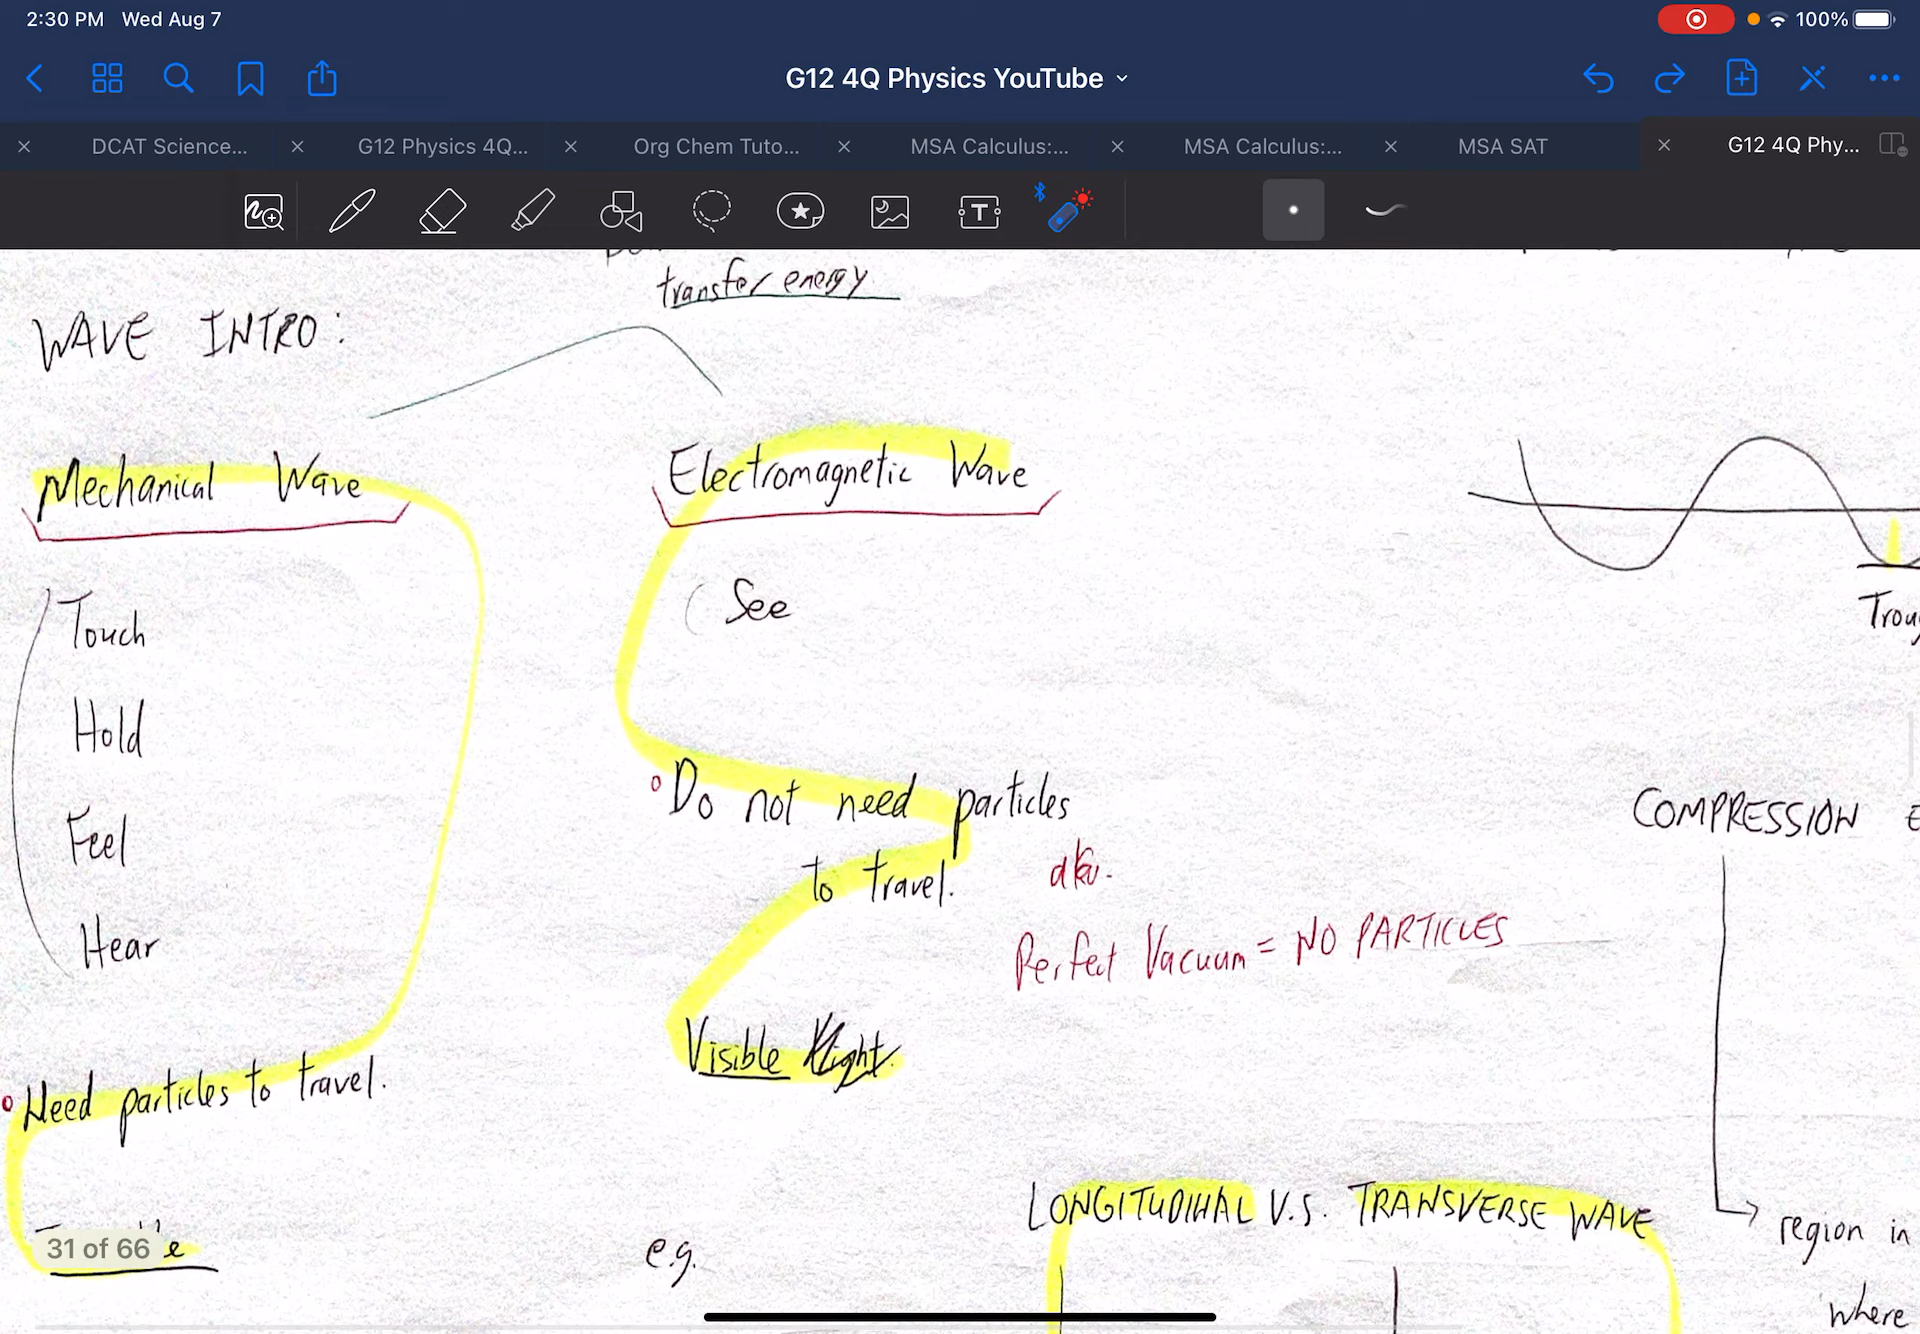 2:30 PM Wed Aug 7
100%
G12 4Q Physics YouTube
DCAT Science...
G12 Physics 4Q...
Org Chem Tuto...
MSA Calculus:...
MSA Calculus:...
MSA SAT
G12 4Q Phy...
transfer energy
WAVE INTRO:
Mechanical Wave
Electromagnetic Wave
Touch
See
Hold
Feel
Hear
Trou
Do not need particles
to travel.
aka.
Perfect Vacuum = NO PARTICLES
COMPRESSION
Visible light.
Need particles to travel.
LONGITUDINAL V.S. TRANSVERSE WAVE
region in
where
31 of 66
e.g.